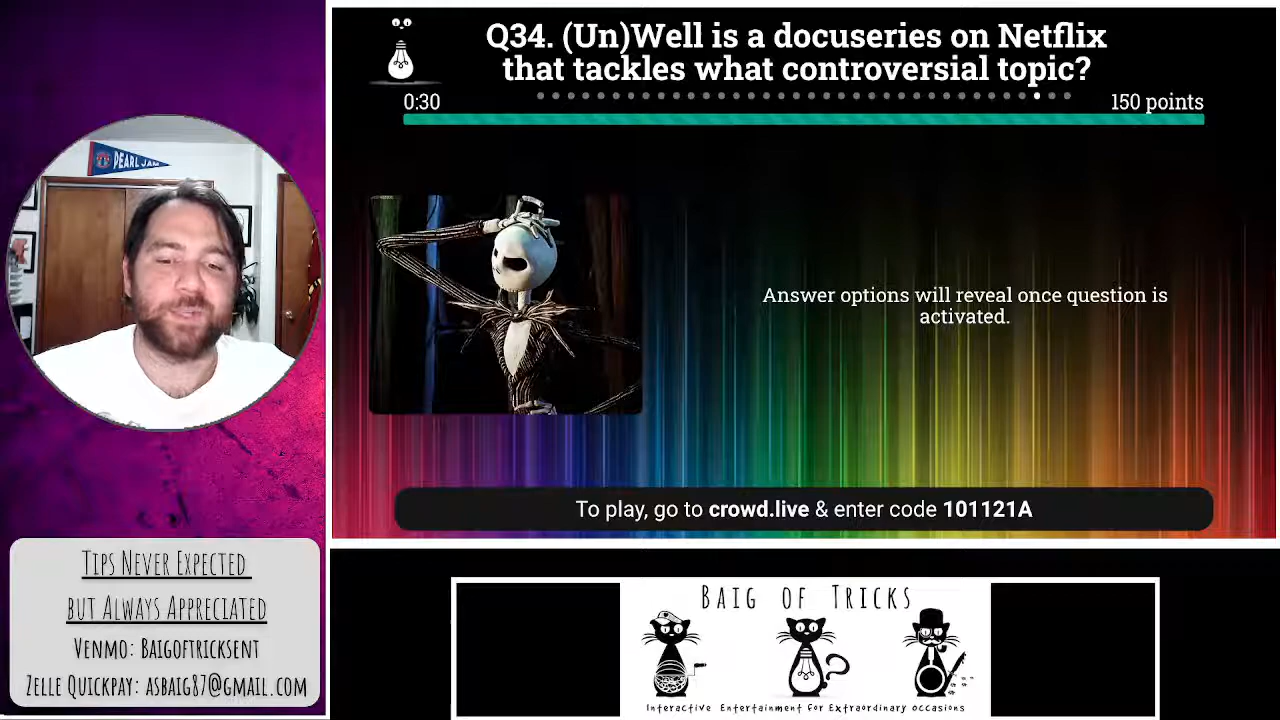 PEARL JAM
Q34. (Un)Well is a docuseries on Netflix
that tackles what controversial topic?
0:30
150 points
Answer options will reveal once question is
activated.
To play, go to crowd.live & enter code 101121A
Tips Never Expected
but Always Appreciated
Venmo: Baigoftricksent
Zelle Quickpay: asbaig87@gmail.com
Baig of Tricks
Interactive Entertainment for Extraordinary Occasions